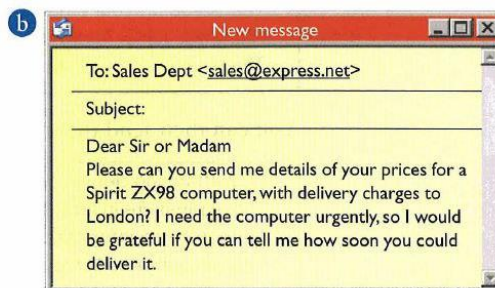 b
New message
To: Sales Dept <sales@express.net>
Subject:
Dear Sir or Madam
Please can you send me details of your prices for a
Spirit ZX98 computer, with delivery charges to
London? I need the computer urgently, so I would
be grateful if you can tell me how soon you could
deliver it.